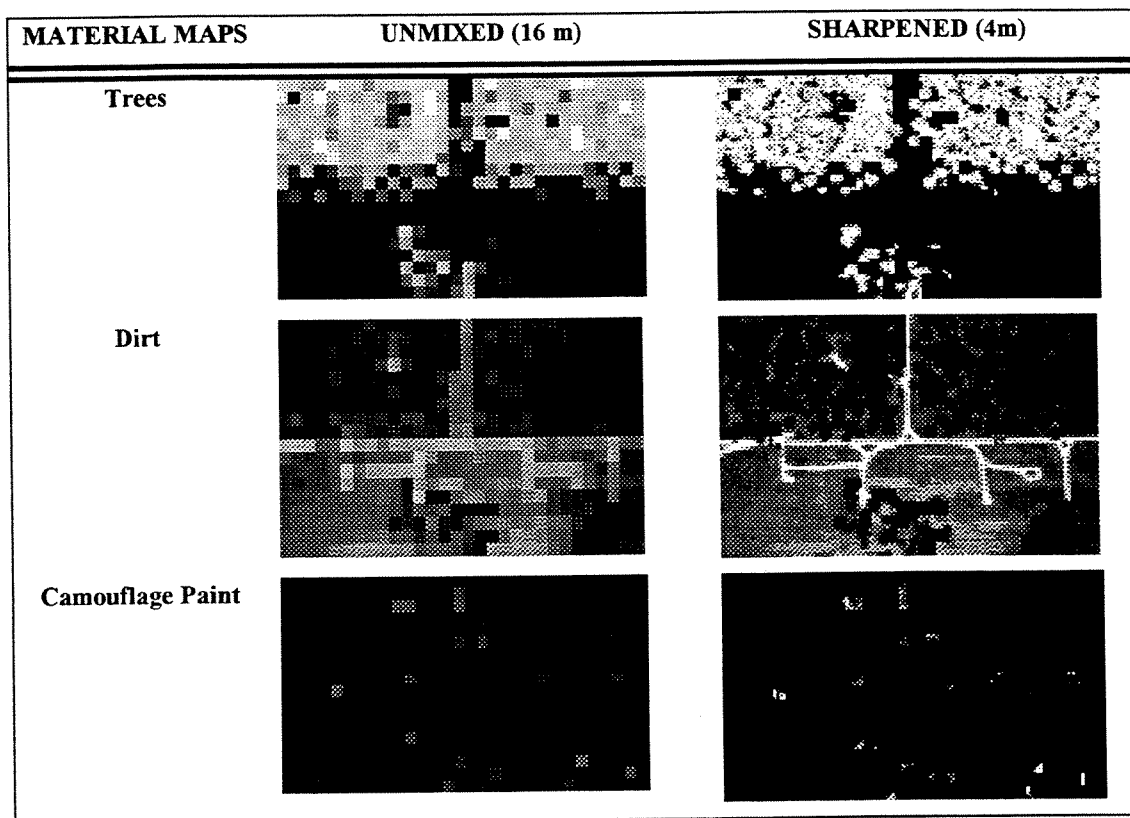 MATERIAL MAPS UNMIXED (16 m) SHARPENED (4m)
Trees
Dirt
Camouflage Paint